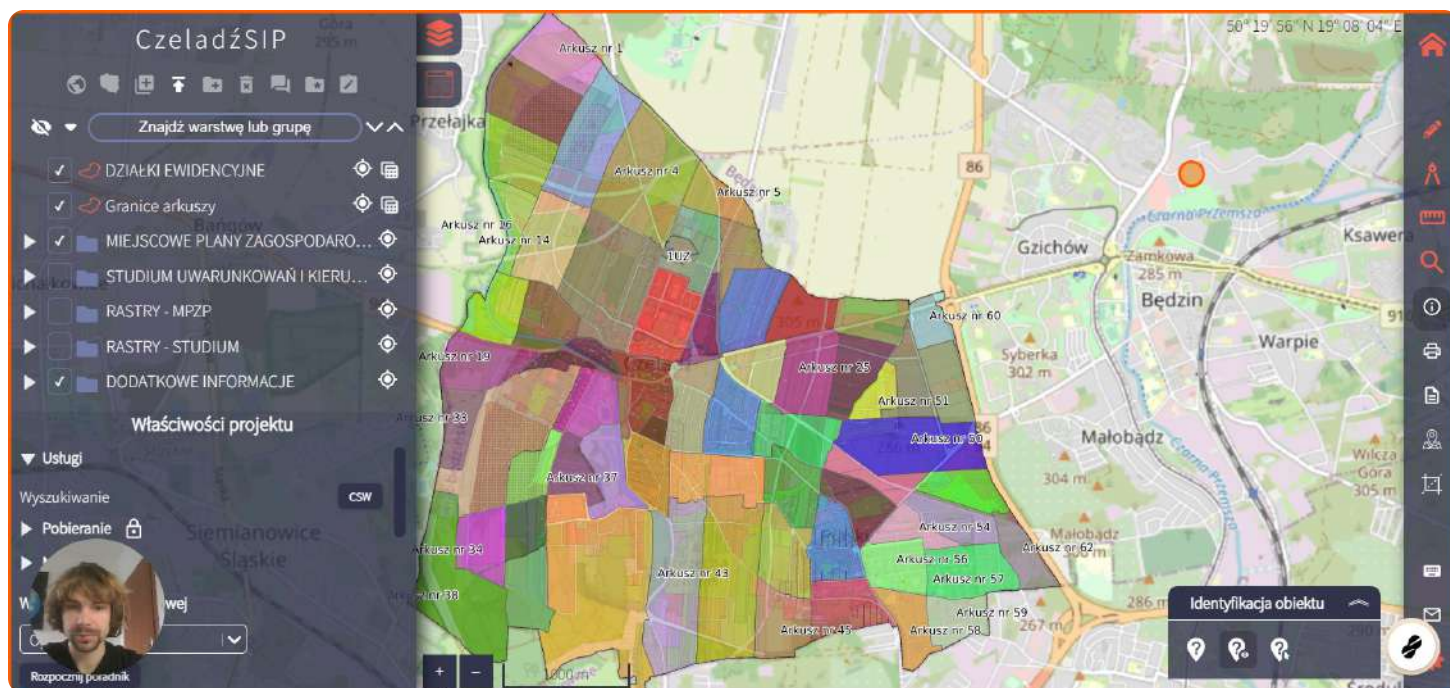 CzeladźSIP
Znajdź warstwę lub grupę
DZIAŁKI EWIDENCYJNE
Granice arkuszy
MIEJSCOWE PLANY ZAGOSPODARO...
STUDIUM UWARUNKOWAŃ I KIERU...
RASTRY - MPZP
RASTRY - STUDIUM
DODATKOWE INFORMACJE
Właściwości projektu
Usługi
Wyszukiwanie
CSW
Pobieranie
Siemianowice
Śląskie
Rozpocznij poradnik
Góra
295 m
50° 19' 56" N 19° 08' 04" E
Arkusz nr 1
Przełajka
Arkusz nr 4
Arkusz nr 5
86
Arkusz nr 16
Arkusz nr 14
1UZ
Czarna Przemsza
Ksawera
Gzichów
Zamkowa
285 m
Będzin
Arkusz nr 60
305 m
910
Warpie
Arkusz nr 19
Arkusz nr 25
Syberka
302 m
Arkusz nr 51
Arkusz nr 33
86
Arkusz nr 50
Małobądz
Wilcza
Góra
305 m
Arkusz nr 37
304 m
Arkusz nr 54
Małobądz
Arkusz nr 34
Arkusz nr 62
Arkusz nr 56
Arkusz nr 43
Arkusz nr 57
Arkusz nr 59
286 m
Identyfikacja obiektu
267 m
Arkusz nr 45
Arkusz nr 58
+ -
1000 m